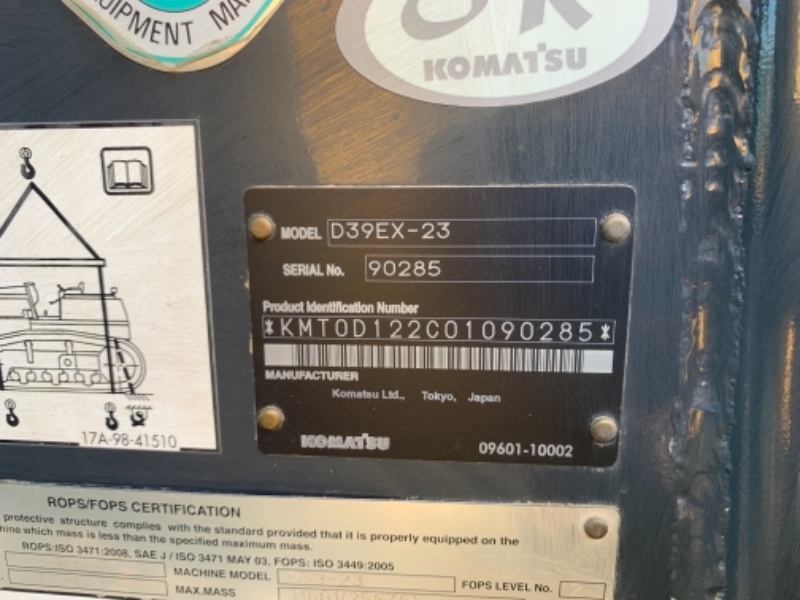 EQUIPMENT MA
OK
KOMATSU
MODEL D39EX-23
SERIAL No. 90285
Product Identification Number
*KMT0D122C01090285*
MANUFACTURER
Komatsu Ltd., Tokyo, Japan
KOMATSU 09601-10002
17A-98-41510
ROPS/FOPS CERTIFICATION
protective structure complies with the standard provided that it is properly equipped on the
which mass is less than the specified maximum mass.
ROPS:ISO 3471:2008, SAE J / ISO 3471 MAY 03, FOPS: ISO 3449:2005
MACHINE MODEL FOPS LEVEL No. 2
MAX.MASS